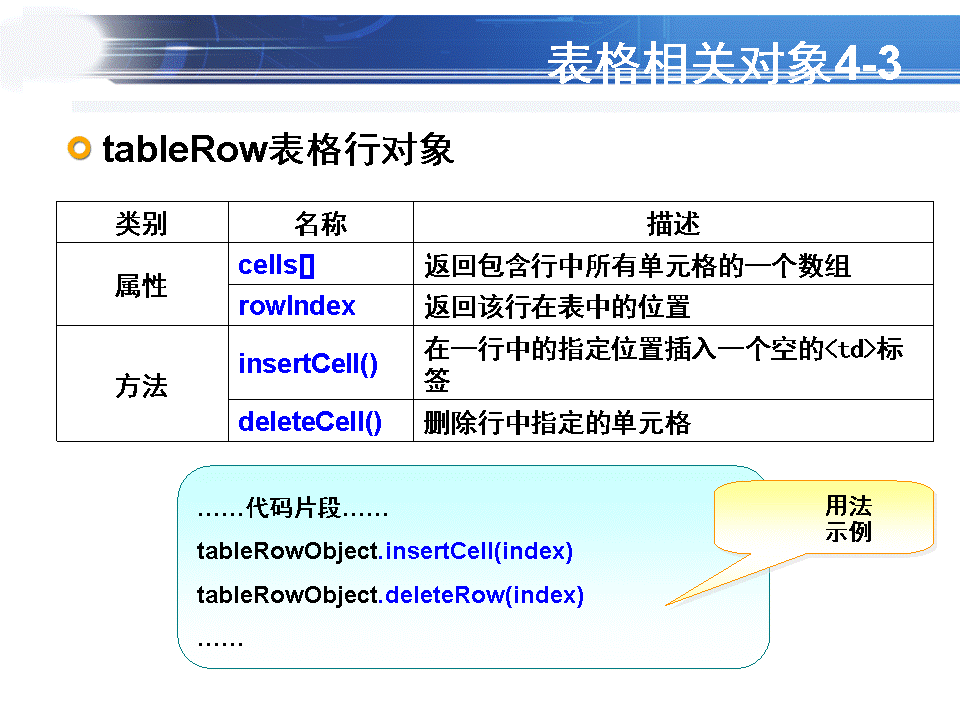 表格相关对象4-3
tableRow表格行对象
类别 名称 描述
属性 cells[] 返回包含行中所有单元格的一个数组
rowIndex 返回该行在表中的位置
方法 insertCell() 在一行中的指定位置插入一个空的<td>标
签
deleteCell() 删除行中指定的单元格
……代码片段……
tableRowObject.insertCell(index)
tableRowObject.deleteRow(index)
……
用法
示例